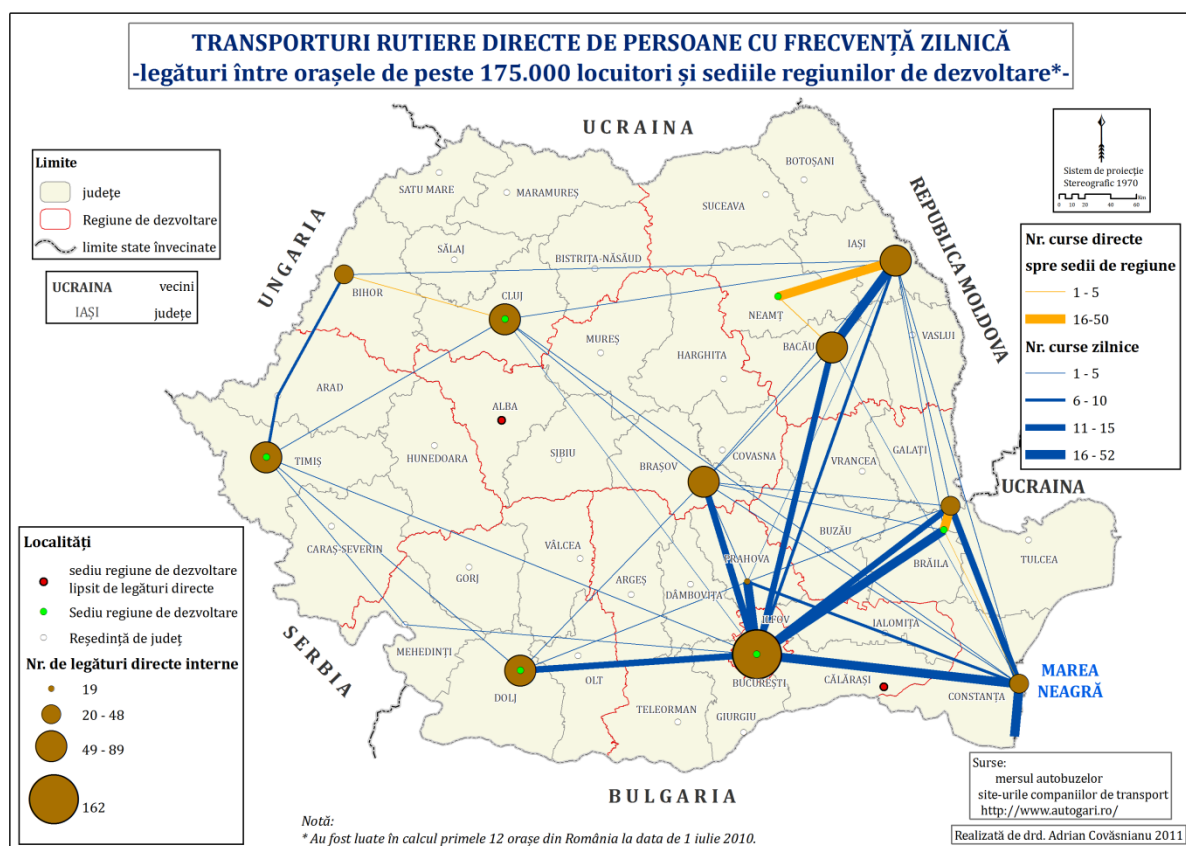 TRANSPORTURI RUTIERE DIRECTE DE PERSOANE CU FRECVENȚĂ ZILNICĂ
-legături între orașele de peste 175.000 locuitori și sediile regiunilor de dezvoltare*-
Limite
județe
Regiune de dezvoltare
limite state învecinate
UCRAINA vecini
IAȘI județe
UCRAINA
UNGARIA
REPUBLICA MOLDOVA
UCRAINA
SERBIA
BULGARIA
MAREA
NEAGRĂ
SATU MARE
MARAMUREȘ
SUCEAVA
BOTOȘANI
SĂLAJ
BISTRIȚA-NĂSĂUD
IAȘI
BIHOR
CLUJ
NEAMȚ
MUREȘ
HARGHITA
BACĂU
VASLUI
ARAD
ALBA
TIMIȘ
HUNEDOARA
SIBIU
BRAȘOV
COVASNA
VRANCEA
GALAȚI
CARAȘ-SEVERIN
GORJ
VÂLCEA
ARGEȘ
DÂMBOVIȚA
PRAHOVA
BUZĂU
BRĂILA
TULCEA
MEHEDINȚI
DOLJ
OLT
TELEORMAN
GIURGIU
BUCUREȘTI
ILFOV
IALOMIȚA
CĂLĂRAȘI
CONSTANȚA
Sistem de proiecție
Stereografic 1970
Km
0 10 20 40 60
Nr. curse directe
spre sedii de regiune
1 - 5
16-50
Nr. curse zilnice
1 - 5
6 - 10
11 - 15
16 - 52
Localități
sediu regiune de dezvoltare
lipsit de legături directe
Sediu regiune de dezvoltare
Reședință de județ
Nr. de legături directe interne
19
20 - 48
49 - 89
162
Notă:
* Au fost luate în calcul primele 12 orașe din România la data de 1 iulie 2010.
Surse:
mersul autobuzelor
site-urile companiilor de transport
http://www.autogari.ro/
Realizată de drd. Adrian Covăsnianu 2011